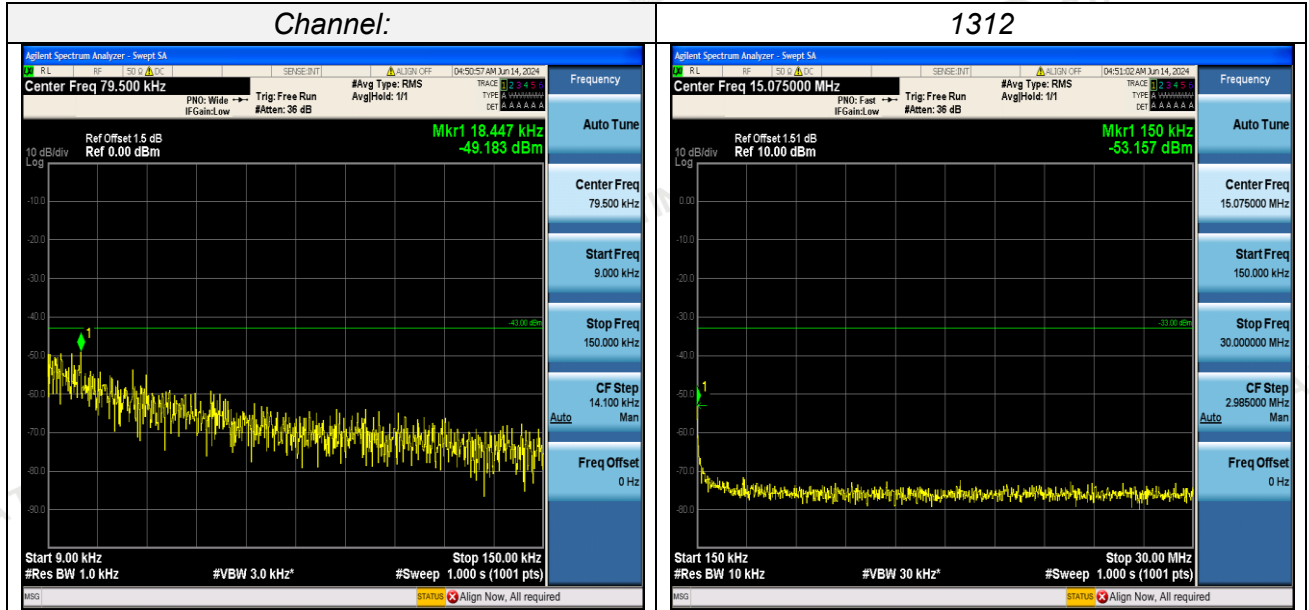 Channel: 1312
Agilent Spectrum Analyzer - Swept SA
RL RF 50 Ω DC SENSE:INT ALIGN OFF 04:50:57 AM Jun 14, 2024
Center Freq 79.500 kHz
PNO: Wide
IFGain:Low
Trig: Free Run
#Atten: 36 dB
#Avg Type: RMS
Avg|Hold: 1/1
TRACE 1 2 3 4 5 6
TYPE A
DET A A A A A A
Mkr1 18.447 kHz
-49.183 dBm
Ref Offset 1.5 dB
10 dB/div Ref 0.00 dBm
Log
-10.0
-20.0
-30.0
-40.0
-43.00 dBm
1
-50.0
-60.0
-70.0
-80.0
-90.0
Start 9.00 kHz Stop 150.00 kHz
#Res BW 1.0 kHz #VBW 3.0 kHz* #Sweep 1.000 s (1001 pts)
MSG STATUS Align Now, All required
Frequency
Auto Tune
Center Freq
79.500 kHz
Start Freq
9.000 kHz
Stop Freq
150.000 kHz
CF Step
14.100 kHz
Auto Man
Freq Offset
0 Hz
Agilent Spectrum Analyzer - Swept SA
RL RF 50 Ω DC SENSE:INT ALIGN OFF 04:51:02 AM Jun 14, 2024
Center Freq 15.075000 MHz
PNO: Fast
IFGain:Low
Trig: Free Run
#Atten: 36 dB
#Avg Type: RMS
Avg|Hold: 1/1
TRACE 1 2 3 4 5 6
TYPE A
DET A A A A A A
Mkr1 150 kHz
-53.157 dBm
Ref Offset 1.51 dB
10 dB/div Ref 10.00 dBm
Log
0.00
-10.0
-20.0
-30.0
-33.00 dBm
-40.0
1
-50.0
-60.0
-70.0
-80.0
Start 150 kHz Stop 30.00 MHz
#Res BW 10 kHz #VBW 30 kHz* #Sweep 1.000 s (1001 pts)
MSG STATUS Align Now, All required
Frequency
Auto Tune
Center Freq
15.075000 MHz
Start Freq
150.000 kHz
Stop Freq
30.000000 MHz
CF Step
2.985000 MHz
Auto Man
Freq Offset
0 Hz